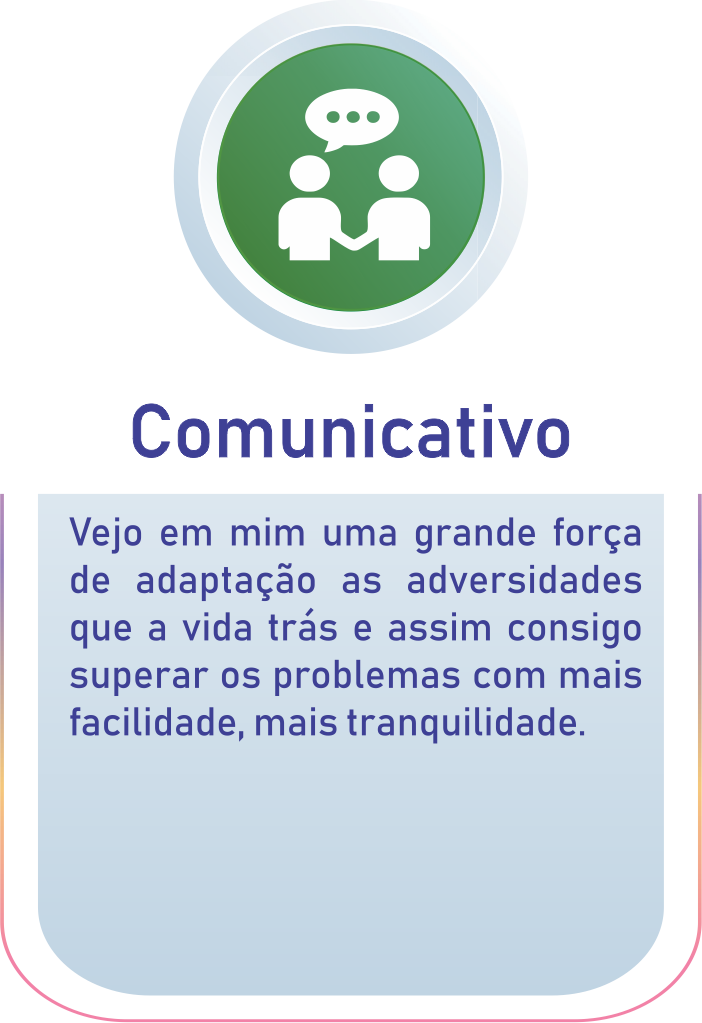 Comunicativo
Vejo em mim uma grande força
de adaptação as adversidades
que a vida trás e assim consigo
superar os problemas com mais
facilidade, mais tranquilidade.